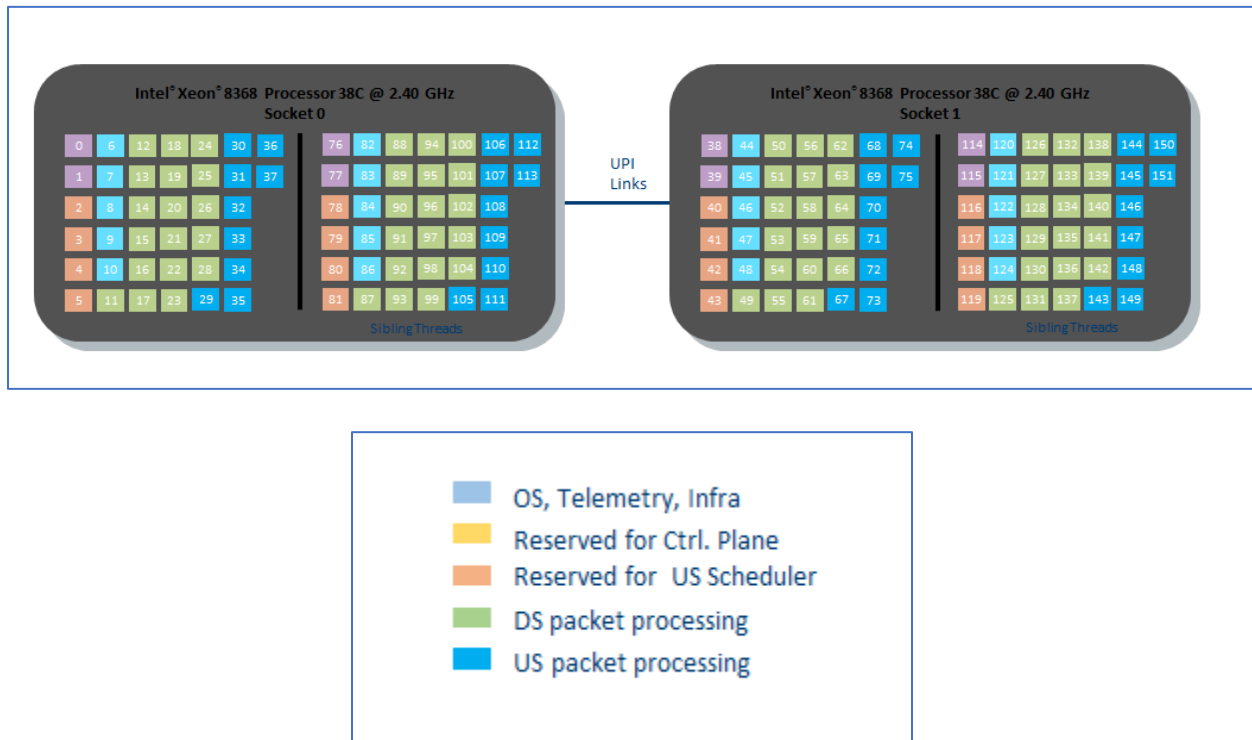 Intel® Xeon® 8368 Processor 38C @ 2.40 GHz
Socket 0
0 6 12 18 24 30 36
1 7 13 19 25 31 37
2 8 14 20 26 32
3 9 15 21 27 33
4 10 16 22 28 34
5 11 17 23 29 35
76 82 88 94 100 106 112
77 83 89 95 101 107 113
78 84 90 96 102 108
79 85 91 97 103 109
80 86 92 98 104 110
81 87 93 99 105 111
Sibling Threads
UPI
Links
Intel® Xeon® 8368 Processor 38C @ 2.40 GHz
Socket 1
38 44 50 56 62 68 74
39 45 51 57 63 69 75
40 46 52 58 64 70
41 47 53 59 65 71
42 48 54 60 66 72
43 49 55 61 67 73
114 120 126 132 138 144 150
115 121 127 133 139 145 151
116 122 128 134 140 146
117 123 129 135 141 147
118 124 130 136 142 148
119 125 131 137 143 149
Sibling Threads
OS, Telemetry, Infra
Reserved for Ctrl. Plane
Reserved for US Scheduler
DS packet processing
US packet processing